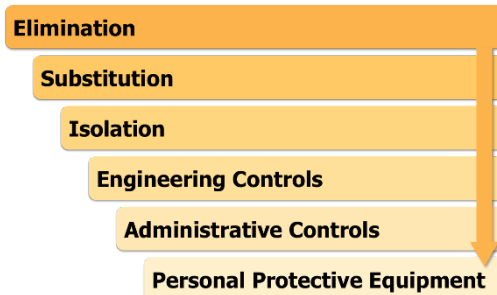 Elimination
Substitution
Isolation
Engineering Controls
Administrative Controls
Personal Protective Equipment